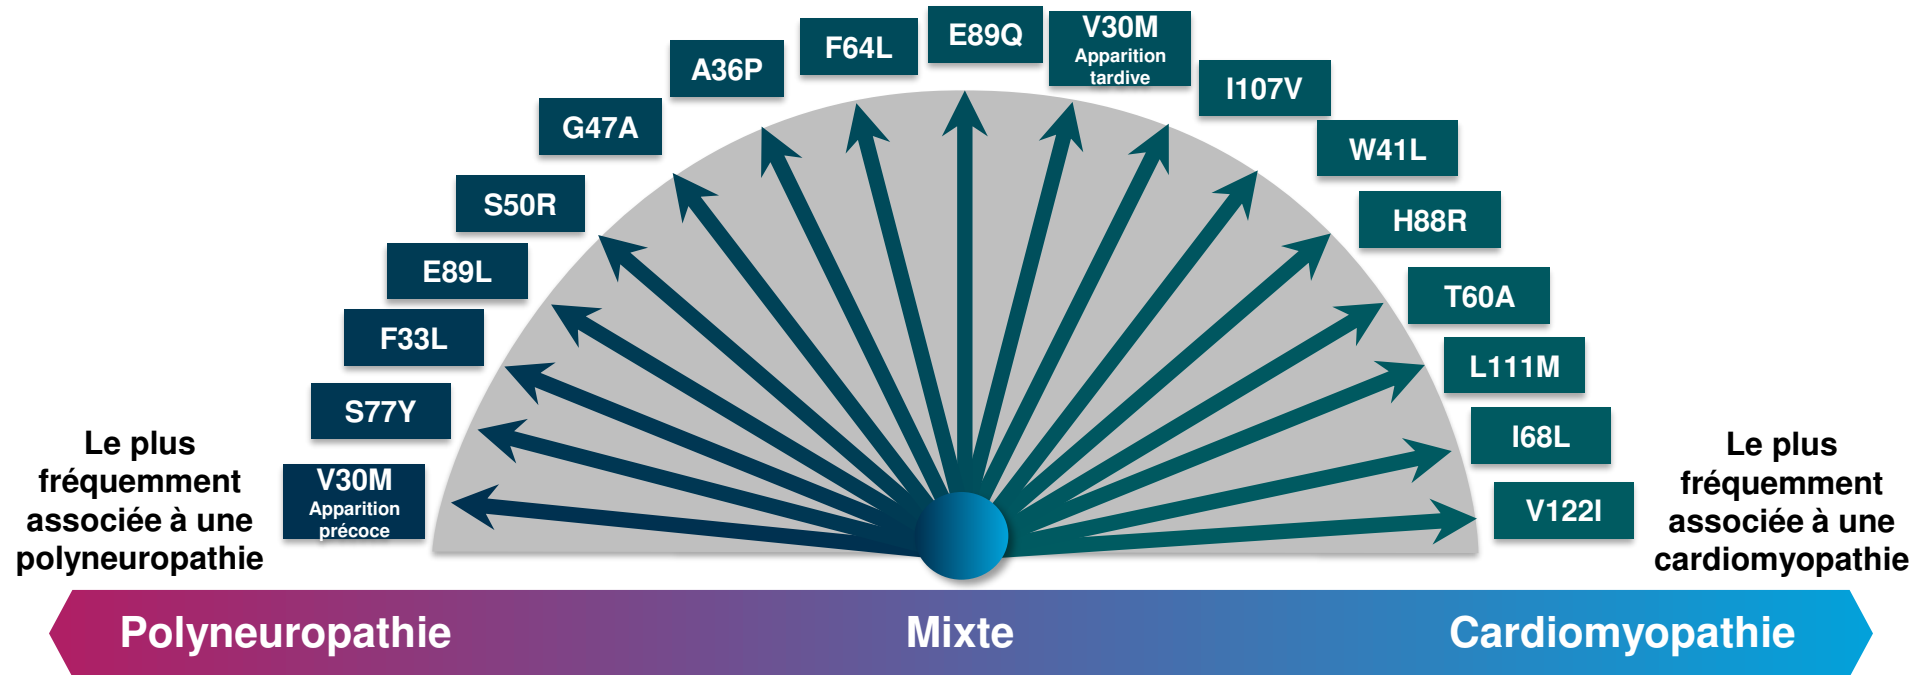 E89Q
V30M
Apparition
tardive
F64L
A36P
I107V
G47A
W41L
S50R
H88R
E89L
T60A
F33L
L111M
S77Y
I68L
Le plus
fréquemment
associée à une
polyneuropathie
V30M
Apparition
précoce
V122I
Le plus
fréquemment
associée à une
cardiomyopathie
Polyneuropathie
Mixte
Cardiomyopathie